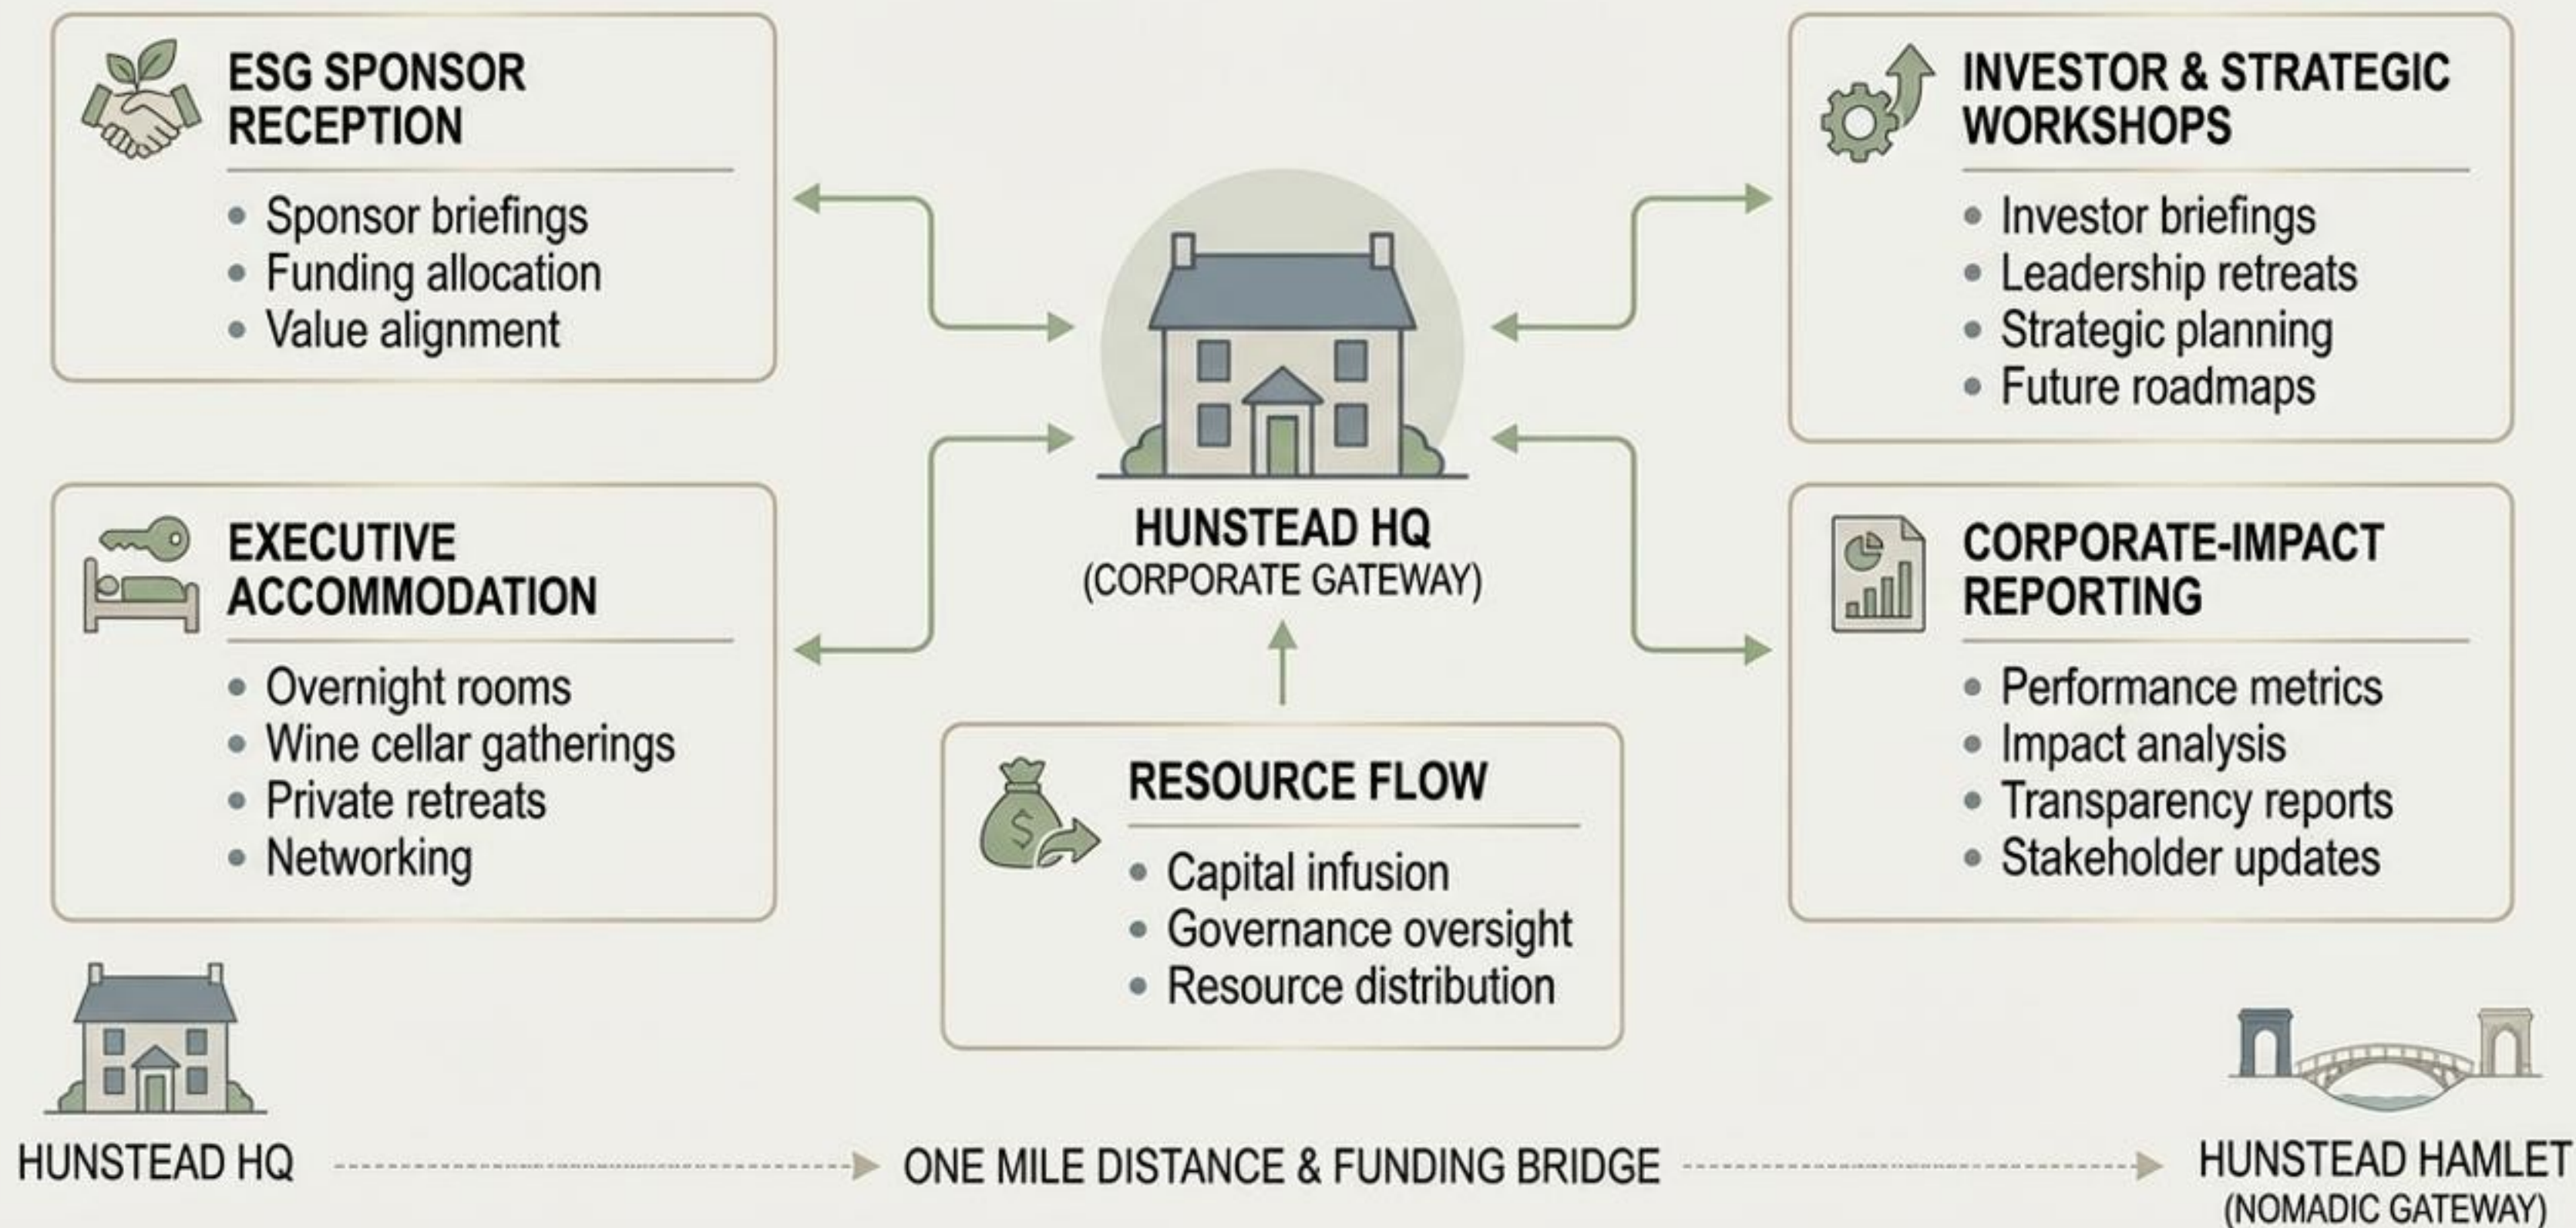 ESG SPONSOR
RECEPTION
• Sponsor briefings
• Funding allocation
• Value alignment
INVESTOR & STRATEGIC
WORKSHOPS
• Investor briefings
• Leadership retreats
• Strategic planning
• Future roadmaps
HUNSTEAD HQ
(CORPORATE GATEWAY)
EXECUTIVE
ACCOMMODATION
• Overnight rooms
• Wine cellar gatherings
• Private retreats
• Networking
CORPORATE-IMPACT
REPORTING
• Performance metrics
• Impact analysis
• Transparency reports
• Stakeholder updates
$
RESOURCE FLOW
• Capital infusion
• Governance oversight
• Resource distribution
HUNSTEAD HQ
ONE MILE DISTANCE & FUNDING BRIDGE
HUNSTEAD HAMLET
(NOMADIC GATEWAY)